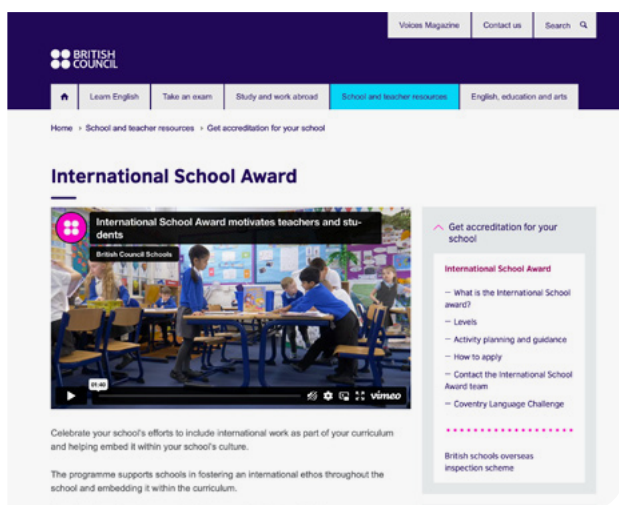 Voices Magazine
Contact us
Search
BRITISH
COUNCIL
Learn English
Take an exam
Study and work abroad
School and teacher resources
English, education and arts
Home › School and teacher resources › Get accreditation for your school
International School Award
International School Award motivates teachers and stu-
dents
British Council Schools
01:40
vimeo
Celebrate your school's efforts to include international work as part of your curriculum
and helping embed it within your school's culture.
The programme supports schools in fostering an international ethos throughout the
school and embedding it within the curriculum.
Get accreditation for your
school
International School Award
— What is the International School
award?
— Levels
— Activity planning and guidance
— How to apply
— Contact the International School
Award team
— Coventry Language Challenge
British schools overseas
inspection scheme